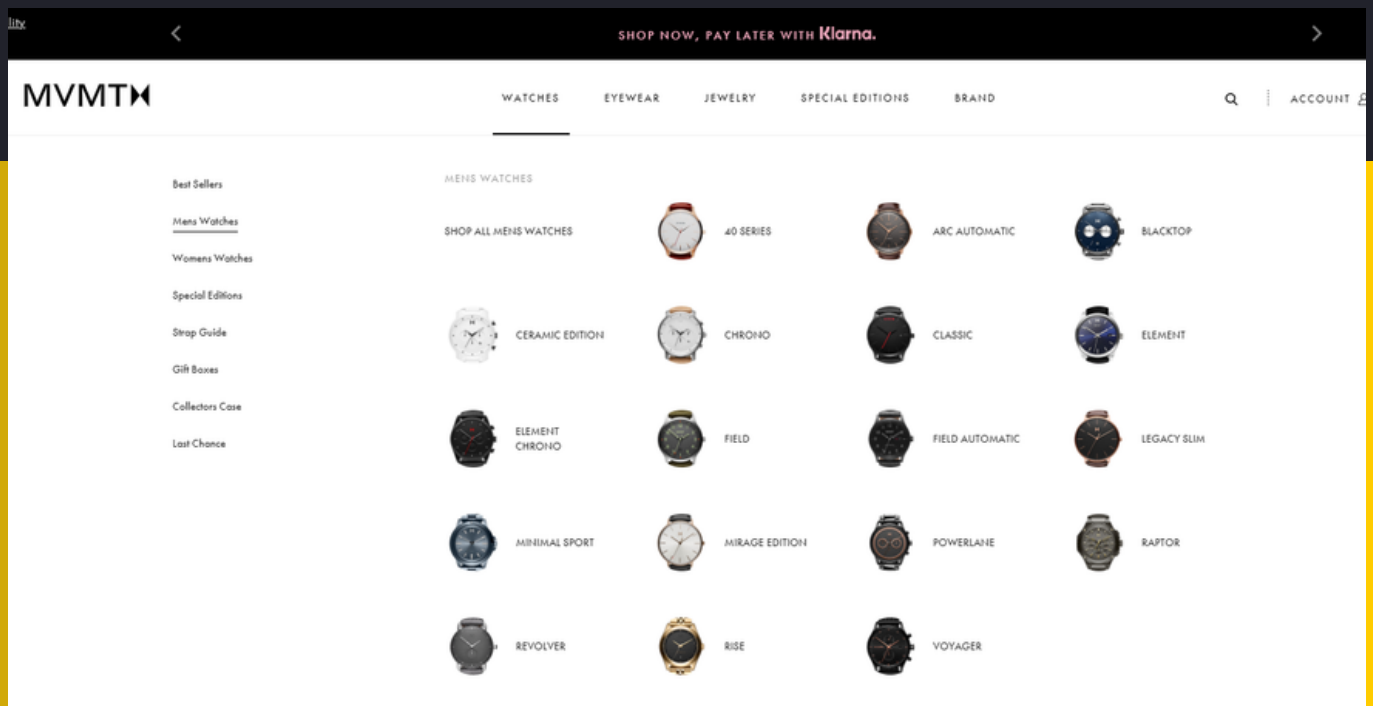 lity
SHOP NOW, PAY LATER WITH Klarna.
MVMT
WATCHES
EYEWEAR
JEWELRY
SPECIAL EDITIONS
BRAND
ACCOUNT
Best Sellers
Mens Watches
Womens Watches
Special Editions
Strap Guide
Gift Boxes
Collectors Case
Last Chance
MENS WATCHES
SHOP ALL MENS WATCHES
40 SERIES
ARC AUTOMATIC
BLACKTOP
CERAMIC EDITION
CHRONO
CLASSIC
ELEMENT
ELEMENT
CHRONO
FIELD
FIELD AUTOMATIC
LEGACY SLIM
MINIMAL SPORT
MIRAGE EDITION
POWERLANE
RAPTOR
REVOLVER
RISE
VOYAGER